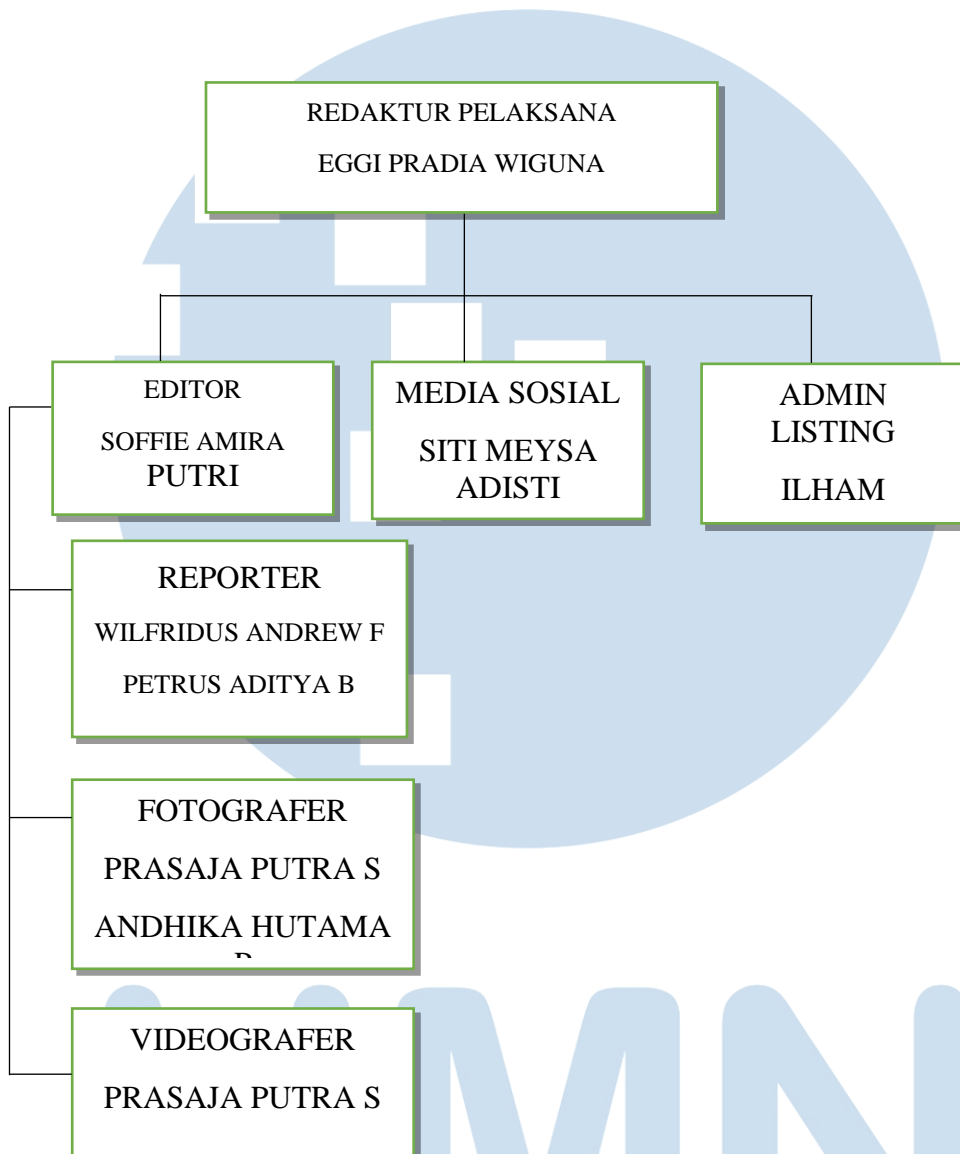 REDAKTUR PELAKSANA
EGGI PRADIA WIGUNA
EDITOR
SOFFIE AMIRA
PUTRI
MEDIA SOSIAL
SITI MEYSA
ADISTI
ADMIN
LISTING
ILHAM
REPORTER
WILFRIDUS ANDREW F
PETRUS ADITYA B
FOTOGRAFER
PRASAJA PUTRA S
ANDHIKA HUTAMA
VIDEOGRAFER
PRASAJA PUTRA S